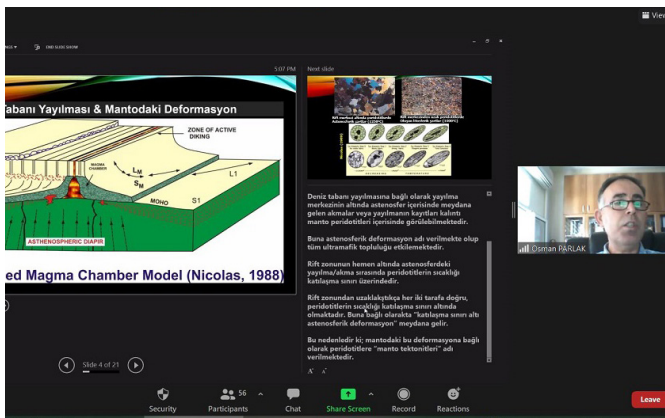 View
END SLIDE SHOW
5:07 PM
Next slide
Tabanı Yayılması & Mantodaki Deformasyon
ZONE OF ACTIVE
DIKING
MAGMA
CHAMBER
LM
SM
L1
S1
MOHO
ASTHENOSPHERIC DIAPIR
ed Magma Chamber Model (Nicolas, 1988)
Slide 4 of 21
Deniz tabanı yayılmasına bağlı olarak yayılma
merkezinin altında astenosfer içerisinde meydana
gelen akmalar veya yayılmanın kayıtları kalıntı
manto peridotitleri içerisinde görülebilmektedir.
Buna astenosferik deformasyon adı verilmekte olup
tüm ultramafik topluluğu etkilemektedir.
Rift zonunun hemen altında astenosferdeki
yayılma/akma sırasında peridotitlerin sıcaklığı
katılaşma sınırı üzerindedir.
Rift zonundan uzaklaştıkça her iki tarafa doğru,
peridotitlerin sıcaklığı katılaşma sınırı altında
olmaktadır. Buna bağlı olarakta "katılaşma sınırı altı
astenosferik deformasyon" meydana gelir.
Bu nedenledir ki; mantodaki bu deformasyona bağlı
olarak peridotitlere "manto tektonitleri" adı
verilmektedir.
A A
Osman PARLAK
Security
56
Participants
Chat
Share Screen
Record
Reactions
Leave